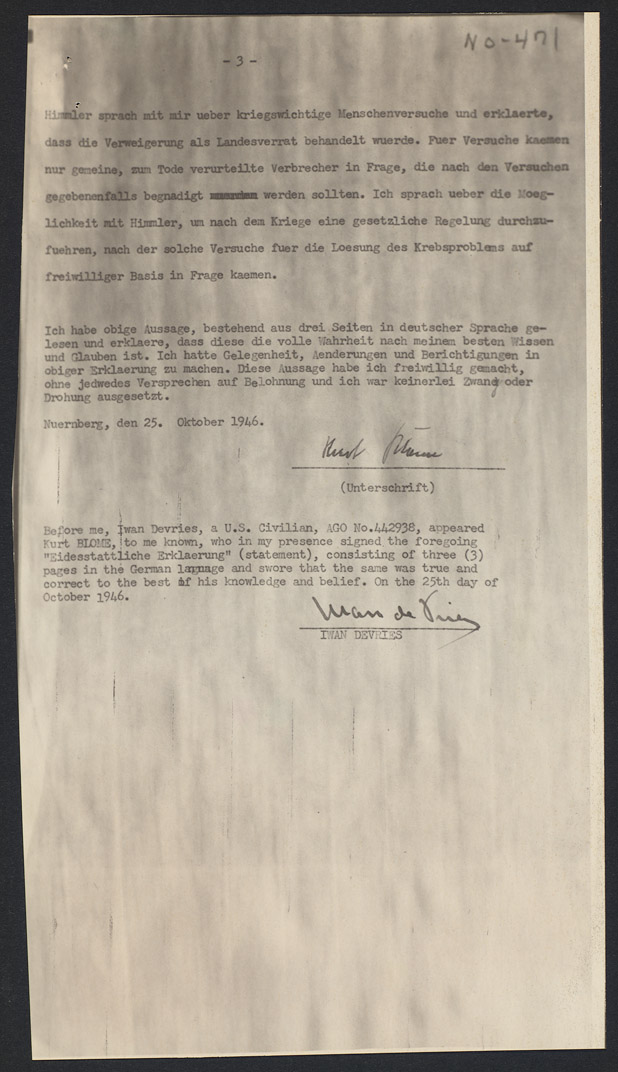 NO-471
- 3 -
Himmler sprach mit mir ueber kriegswichtige Menschenversuche und erklaerte,
dass die Verweigerung als Landesverrat behandelt wuerde. Fuer Versuche kaemen
nur gemeine, zum Tode verurteilte Verbrecher in Frage, die nach den Versuchen
gegebenenfalls begnadigt werden sollten. Ich sprach ueber die Moeg-
lichkeit mit Himmler, um nach dem Kriege eine gesetzliche Regelung durchzu-
fuehren, nach der solche Versuche fuer die Loesung des Krebsproblems auf
freiwilliger Basis in Frage kaemen.
Ich habe obige Aussage, bestehend aus drei Seiten in deutscher Sprache ge-
lesen und erklaere, dass diese die volle Wahrheit nach meinem besten Wissen
und Glauben ist. Ich hatte Gelegenheit, Aenderungen und Berichtigungen in
obiger Erklaerung zu machen. Diese Aussage habe ich freiwillig gemacht,
ohne jedwedes Versprechen auf Belohnung und ich war keinerlei Zwang oder
Drohung ausgesetzt.
Nuernberg, den 25. Oktober 1946.
Kurt Blome
(Unterschrift)
Before me, Iwan Devries, a U.S. Civilian, AGO No.442938, appeared
Kurt BLOME, to me known, who in my presence signed the foregoing
"Eidesstattliche Erklaerung" (statement), consisting of three (3)
pages in the German language and swore that the same was true and
correct to the best of his knowledge and belief. On the 25th day of
October 1946.
Iwan de Vries
IWAN DEVRIES